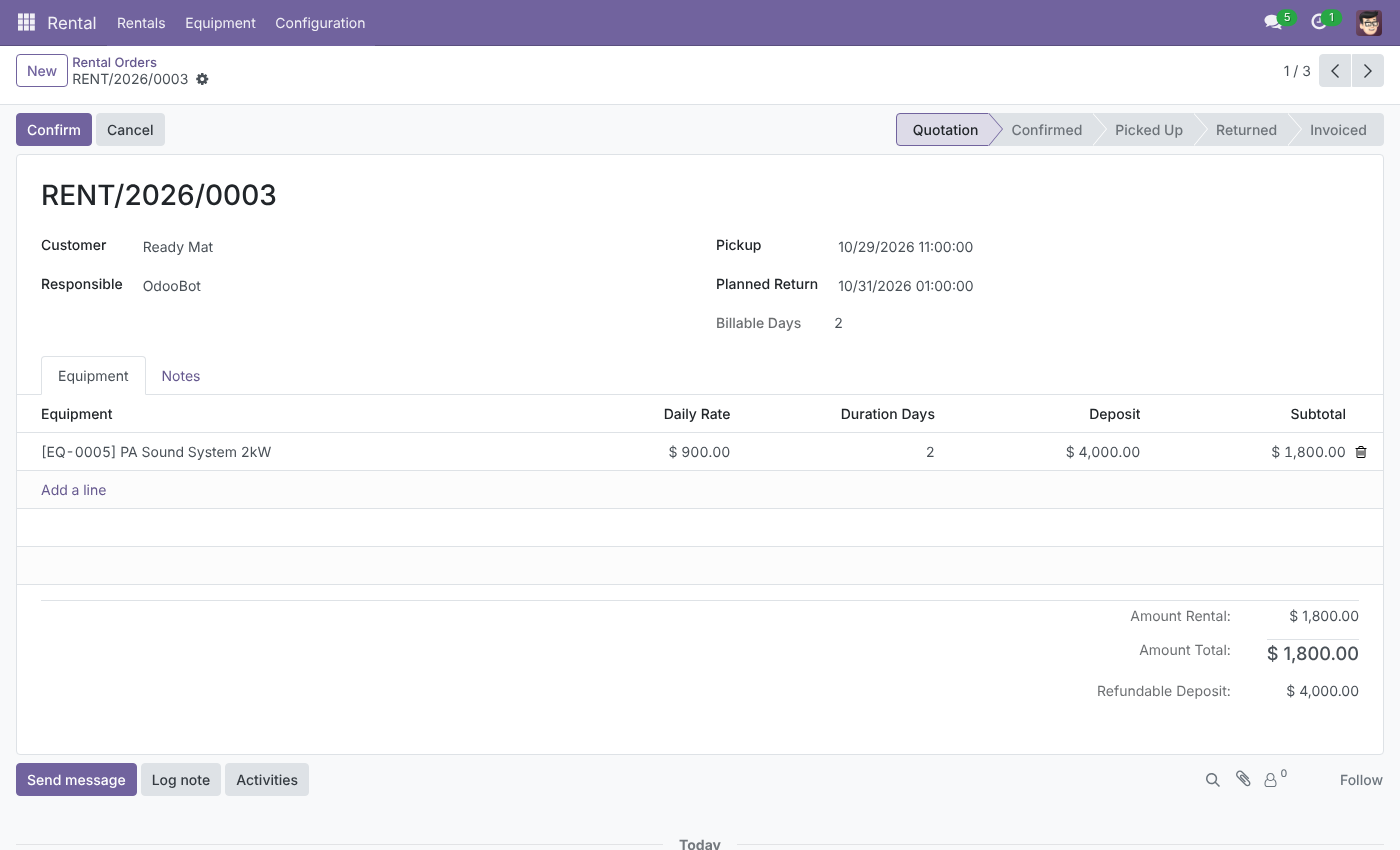 Rental Rentals Equipment Configuration 5 1
New Rental Orders
RENT/2026/0003 1 / 3
Confirm Cancel Quotation Confirmed Picked Up Returned Invoiced
RENT/2026/0003
Customer Ready Mat Pickup 10/29/2026 11:00:00
Responsible OdooBot Planned Return 10/31/2026 01:00:00
Billable Days 2
Equipment Notes
Equipment Daily Rate Duration Days Deposit Subtotal
[EQ-0005] PA Sound System 2kW $ 900.00 2 $ 4,000.00 $ 1,800.00
Add a line
Amount Rental: $ 1,800.00
Amount Total: $ 1,800.00
Refundable Deposit: $ 4,000.00
Send message Log note Activities 0 Follow
Today